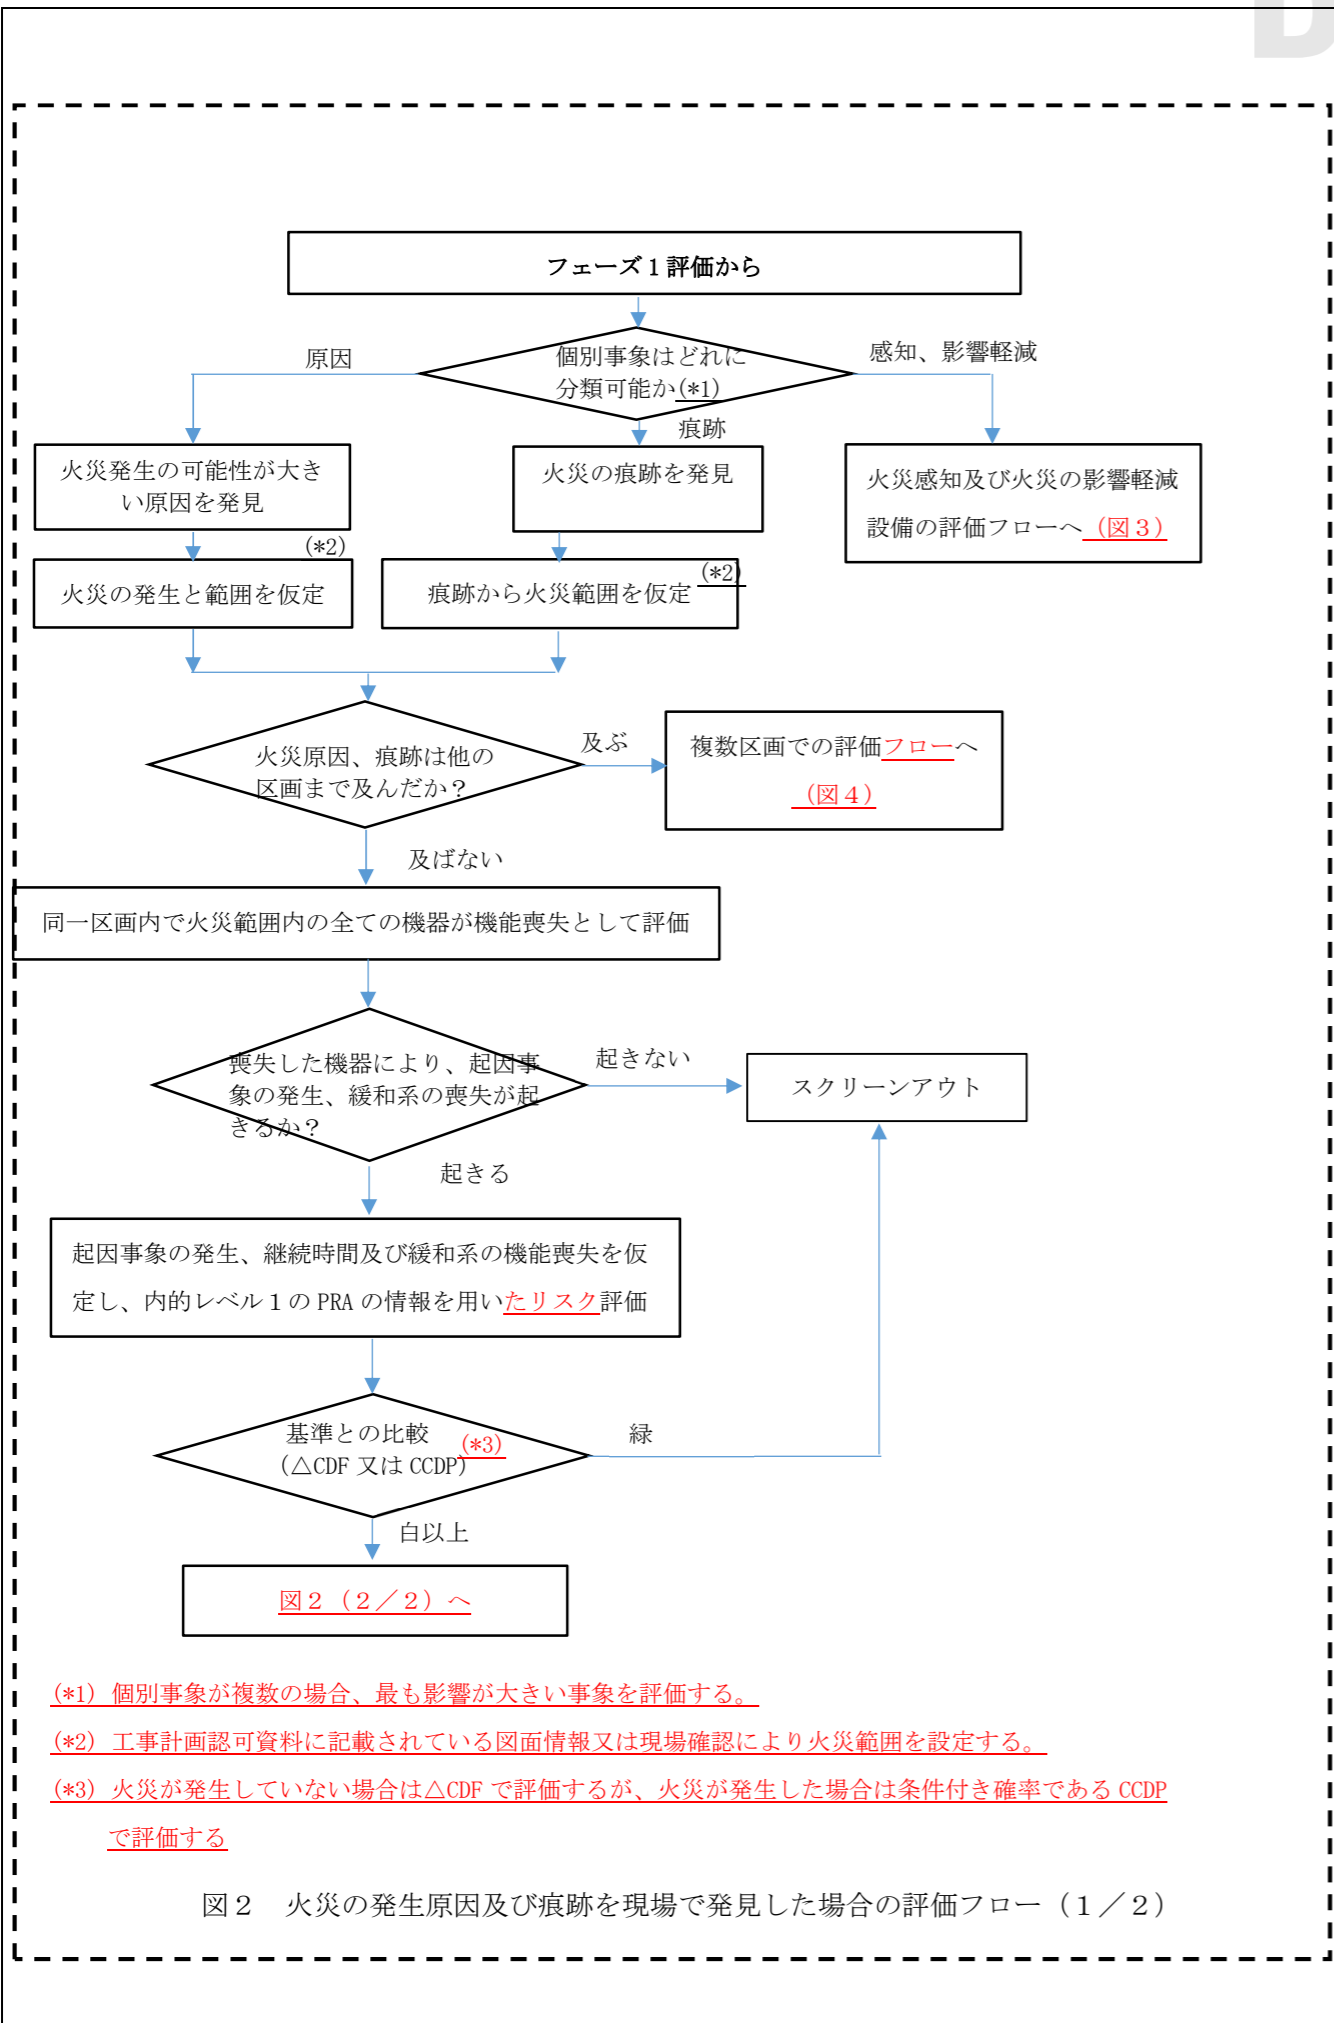 D
フェーズ1評価から
個別事象はどれに
分類可能か(*1)
原因
感知、影響軽減
痕跡
火災発生の可能性が大き
い原因を発見
火災の痕跡を発見
火災感知及び火災の影響軽減
設備の評価フローへ(図3)
(*2)
火災の発生と範囲を仮定
(*2)
痕跡から火災範囲を仮定
火災原因、痕跡は他の
区画まで及んだか?
及ぶ
複数区画での評価フローへ
(図4)
及ばない
同一区画内で火災範囲内の全ての機器が機能喪失として評価
喪失した機器により、起因事
象の発生、緩和系の喪失が起
きるか?
起きない
スクリーンアウト
起きる
起因事象の発生、継続時間及び緩和系の機能喪失を仮
定し、内的レベル1の PRA の情報を用いたリスク評価
基準との比較
(△CDF 又は CCDP)
(*3)
緑
白以上
図2(2/2)へ
(*1) 個別事象が複数の場合、最も影響が大きい事象を評価する。
(*2) 工事計画認可資料に記載されている図面情報又は現場確認により火災範囲を設定する。
(*3) 火災が発生していない場合は△CDF で評価するが、火災が発生した場合は条件付き確率である CCDP
で評価する
図2 火災の発生原因及び痕跡を現場で発見した場合の評価フロー(1/2)